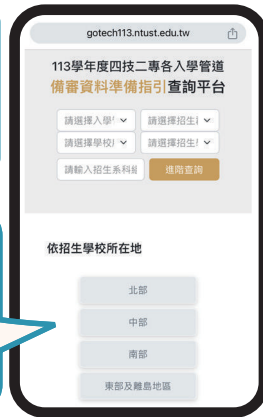 gotech113.ntust.edu.tw
113學年度四技二專各入學管道
備審資料準備指引查詢平台
請選擇入學 請選擇招生
請選擇學校 請選擇招生
請輸入招生系科組 進階查詢
依招生學校所在地
北部
中部
南部
東部及離島地區